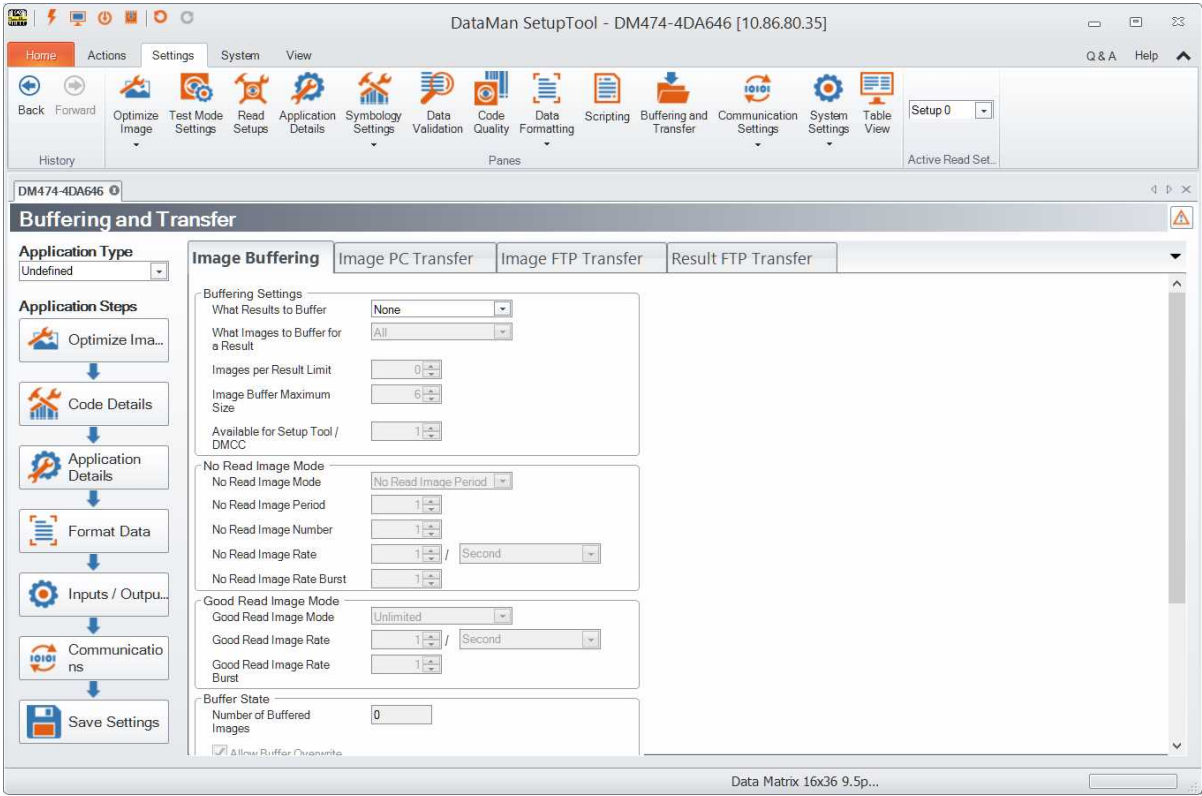 DataMan SetupTool - DM474-4DA646 [10.86.80.35]
Home Actions Settings System View Q & A Help
Back Forward
Optimize Image
Test Mode Settings
Read Setups
Application Details
Symbology Settings
Data Validation
Code Quality
Data Formatting
Scripting
Buffering and Transfer
Communication Settings
System Settings
Table View
Setup 0
History Panes Active Read Set...
DM474-4DA646
Buffering and Transfer
Application Type
Undefined
Application Steps
Optimize Ima...
Code Details
Application
Details
Format Data
Inputs / Outpu...
Communicatio
ns
Save Settings
Image Buffering Image PC Transfer Image FTP Transfer Result FTP Transfer
Buffering Settings
What Results to Buffer None
What Images to Buffer for All
a Result
Images per Result Limit 0
Image Buffer Maximum 6
Size
Available for Setup Tool / 1
DMCC
No Read Image Mode
No Read Image Mode No Read Image Period
No Read Image Period 1
No Read Image Number 1
No Read Image Rate 1 / Second
No Read Image Rate Burst 1
Good Read Image Mode
Good Read Image Mode Unlimited
Good Read Image Rate 1 / Second
Good Read Image Rate 1
Burst
Buffer State
Number of Buffered 0
Images
Allow Buffer Overwrite
Data Matrix 16x36 9.5p...